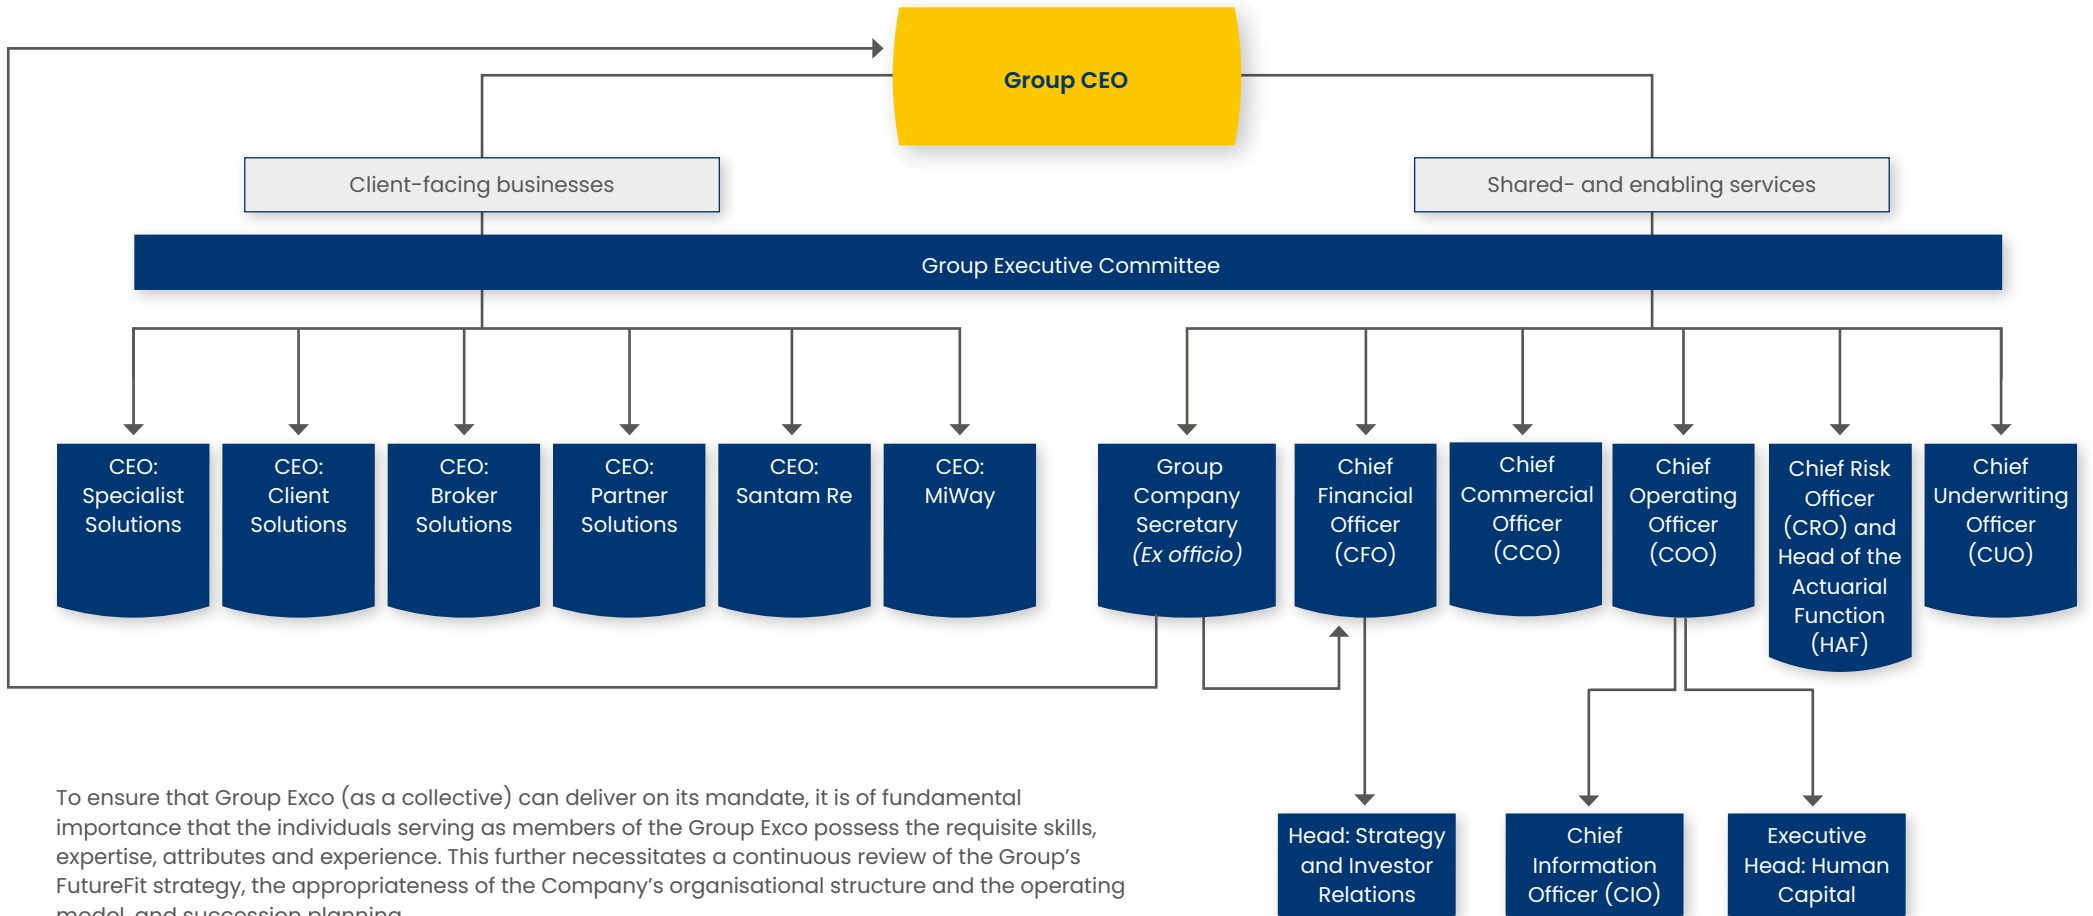 Group CEO
Client-facing businesses
Shared- and enabling services
Group Executive Committee
CEO:
Specialist
Solutions
CEO:
Client
Solutions
CEO:
Broker
Solutions
CEO:
Partner
Solutions
CEO:
Santam Re
CEO:
MiWay
Group
Company
Secretary
(Ex officio)
Chief
Financial
Officer
(CFO)
Chief
Commercial
Officer
(CCO)
Chief
Operating
Officer
(COO)
Chief Risk
Officer
(CRO) and
Head of the
Actuarial
Function
(HAF)
Chief
Underwriting
Officer
(CUO)
Head: Strategy
and Investor
Relations
Chief
Information
Officer (CIO)
Executive
Head: Human
Capital
To ensure that Group Exco (as a collective) can deliver on its mandate, it is of fundamental
importance that the individuals serving as members of the Group Exco possess the requisite skills,
expertise, attributes and experience. This further necessitates a continuous review of the Group’s
FutureFit strategy, the appropriateness of the Company’s organisational structure and the operating
model, and succession planning.